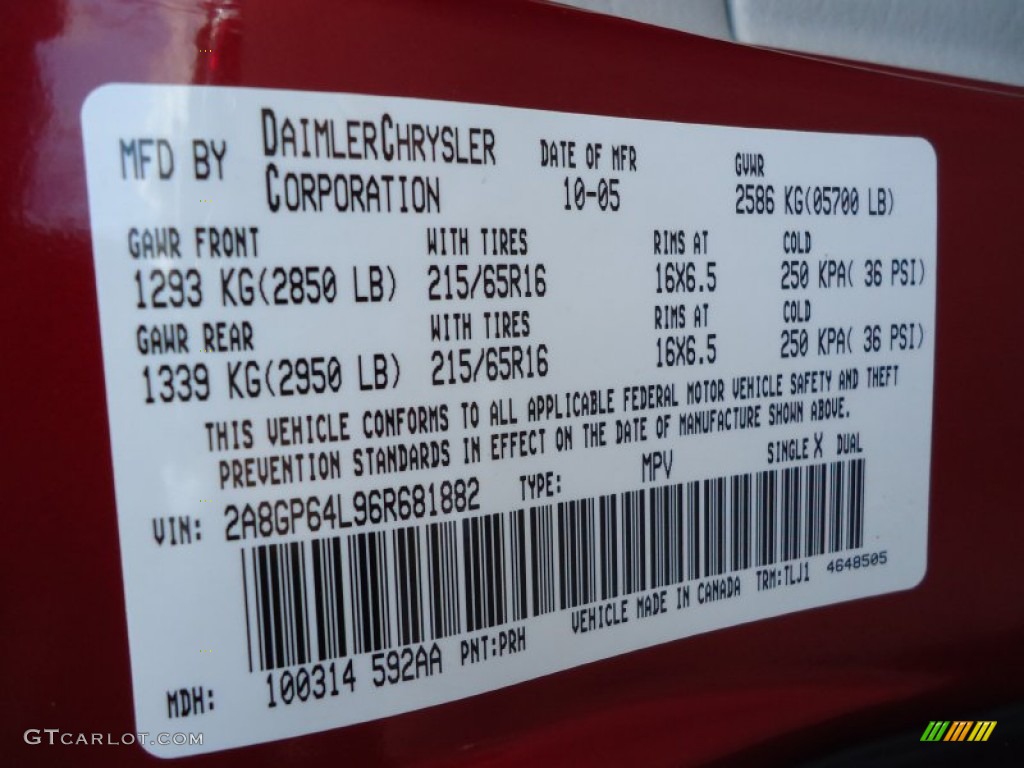 MFD BY DAIMLERCHRYSLER CORPORATION
DATE OF MFR 10-05
GVWR 2586 KG(05700 LB)
GAWR FRONT WITH TIRES RIMS AT COLD
1293 KG(2850 LB) 215/65R16 16X6.5 250 KPA( 36 PSI)
GAWR REAR WITH TIRES RIMS AT COLD
1339 KG(2950 LB) 215/65R16 16X6.5 250 KPA( 36 PSI)
THIS VEHICLE CONFORMS TO ALL APPLICABLE FEDERAL MOTOR VEHICLE SAFETY AND THEFT
PREVENTION STANDARDS IN EFFECT ON THE DATE OF MANUFACTURE SHOWN ABOVE.
VIN: 2A8GP64L96R681882 TYPE: MPV SINGLE X DUAL
VEHICLE MADE IN CANADA TRM:TLJ1 4648505
MDH: 100314 592AA PNT:PRH
GTCARLOT.COM